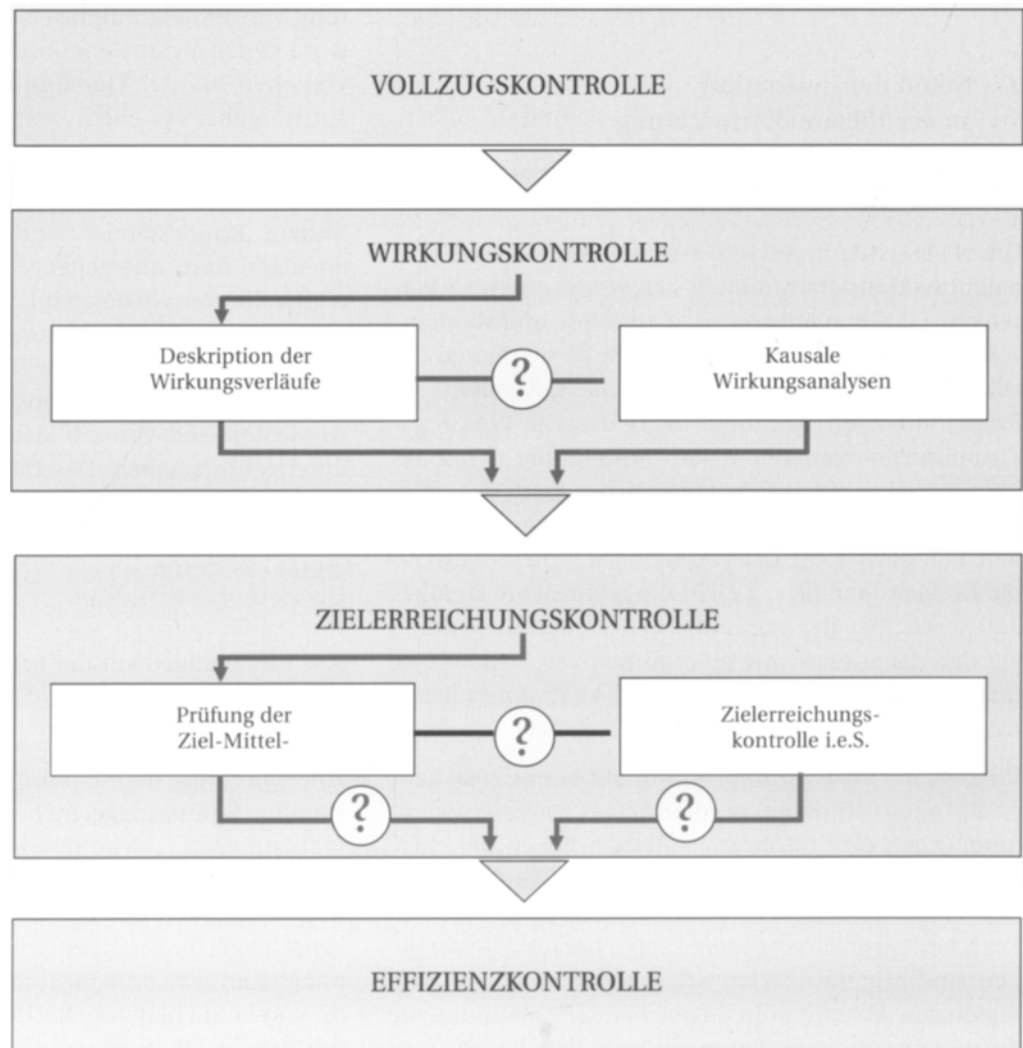 VOLLZUGSKONTROLLE
WIRKUNGSKONTROLLE
Deskription der
Wirkungsverläufe
?
Kausale
Wirkungsanalysen
ZIELERREICHUNGSKONTROLLE
Prüfung der
Ziel-Mittel-
?
Zielerreichungs-
kontrolle i.e.S.
?
?
EFFIZIENZKONTROLLE